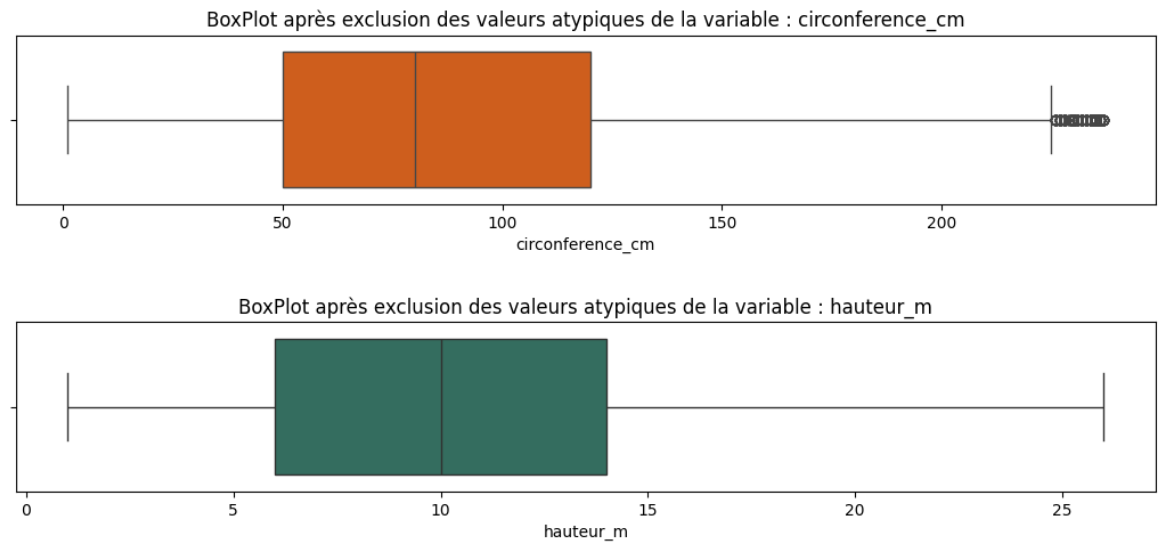 BoxPlot après exclusion des valeurs atypiques de la variable : circonference_cm
0 50 100 150 200
circonference_cm
BoxPlot après exclusion des valeurs atypiques de la variable : hauteur_m
0 5 10 15 20 25
hauteur_m